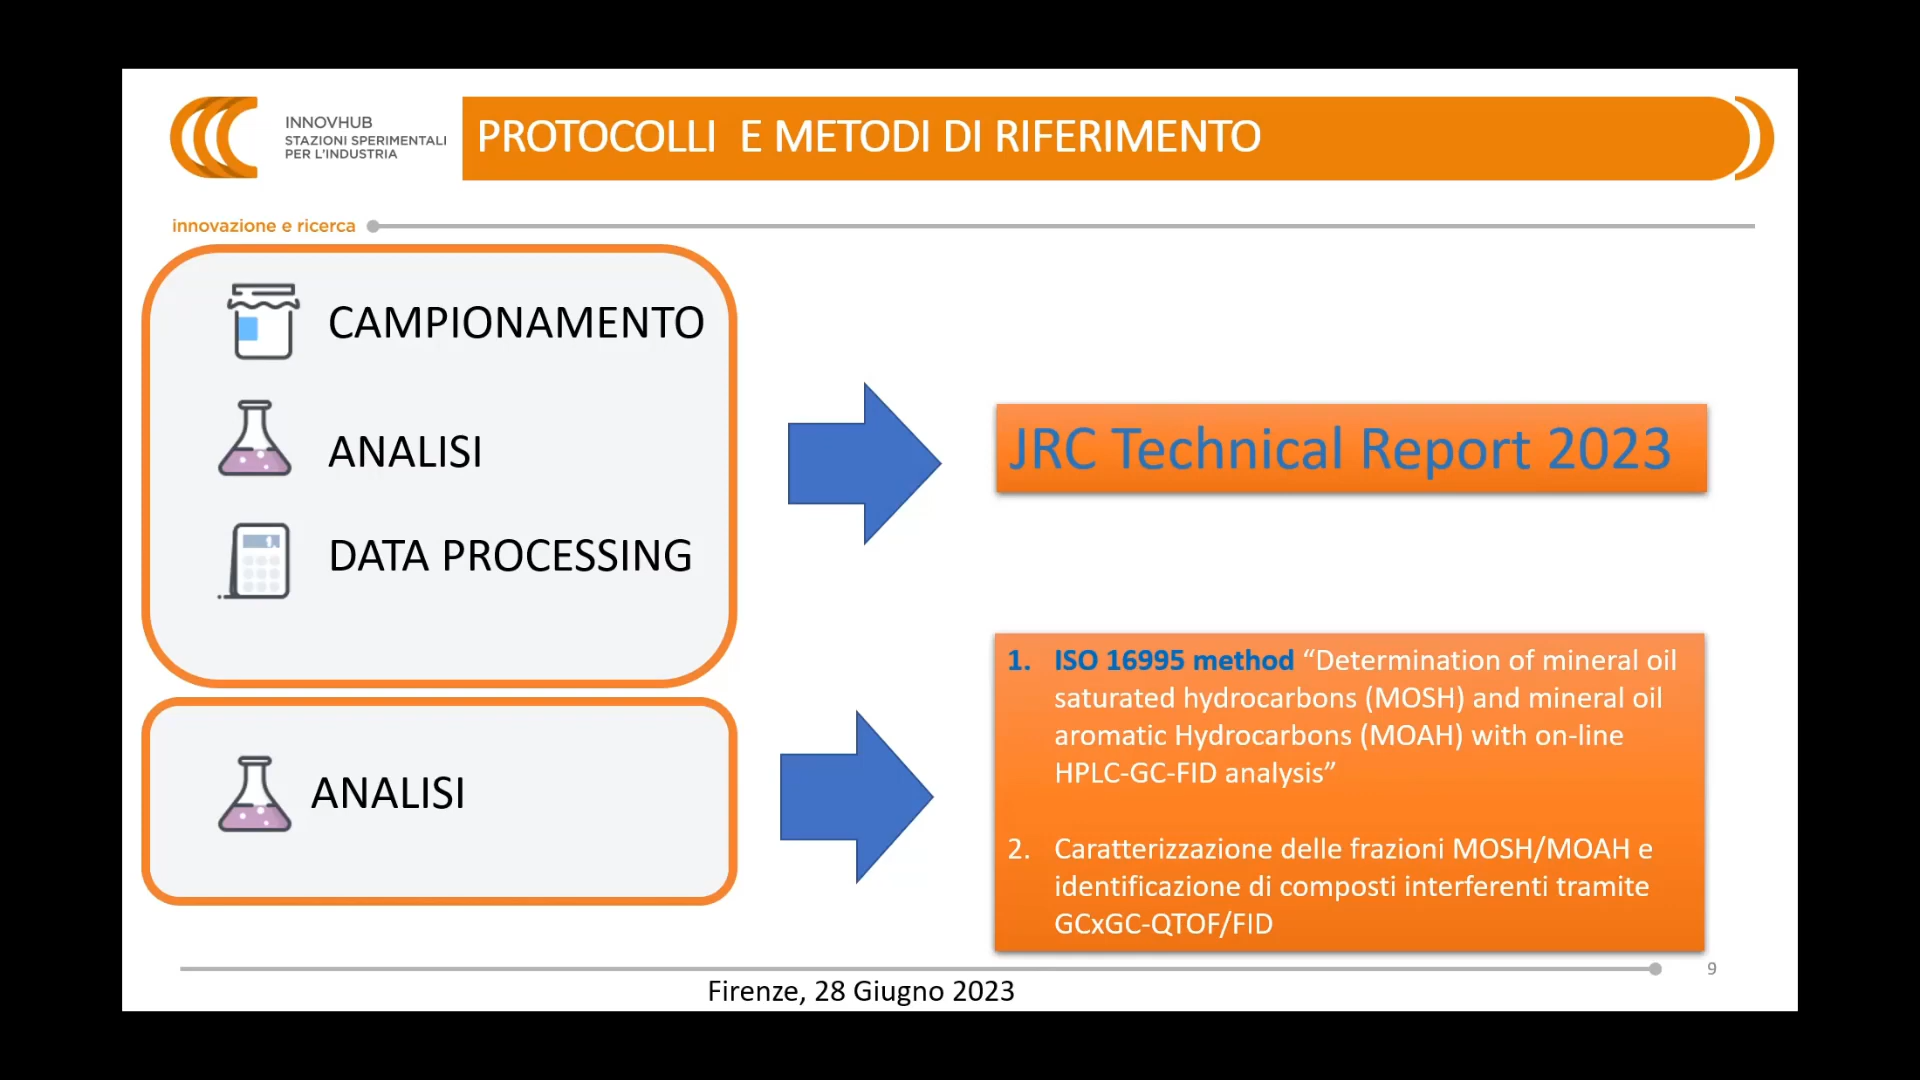 INNOVHUB
STAZIONI SPERIMENTALI
PER L'INDUSTRIA
PROTOCOLLI E METODI DI RIFERIMENTO
innovazione e ricerca
CAMPIONAMENTO
ANALISI
DATA PROCESSING
JRC Technical Report 2023
ANALISI
1. ISO 16995 method “Determination of mineral oil
saturated hydrocarbons (MOSH) and mineral oil
aromatic Hydrocarbons (MOAH) with on-line
HPLC-GC-FID analysis”
2. Caratterizzazione delle frazioni MOSH/MOAH e
identificazione di composti interferenti tramite
GCxGC-QTOF/FID
9
Firenze, 28 Giugno 2023